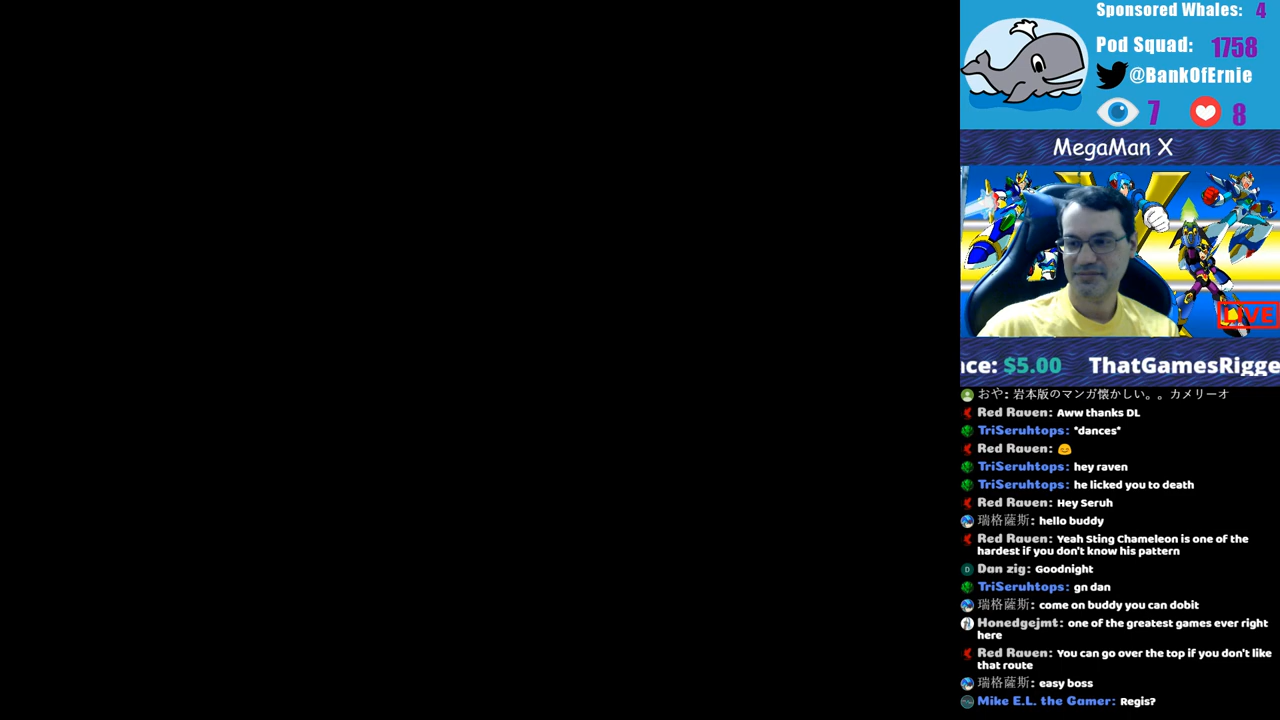 Sponsored Whales: 4
Pod Squad: 1758
@BankOfErnie
7 8
MegaMan X
LIVE
nce: $5.00 ThatGamesRigge
おや: 岩本版のマンガ懐かしい。。カメリーオ
Red Raven: Aww thanks DL
TriSeruhtops: *dances*
Red Raven: 😊
TriSeruhtops: hey raven
TriSeruhtops: he licked you to death
Red Raven: Hey Seruh
瑞格薩斯: hello buddy
Red Raven: Yeah Sting Chameleon is one of the
hardest if you don't know his pattern
D Dan zig: Goodnight
TriSeruhtops: gn dan
瑞格薩斯: come on buddy you can dobit
Honedgejmt: one of the greatest games ever right
here
Red Raven: You can go over the top if you don't like
that route
瑞格薩斯: easy boss
Mike E.L. the Gamer: Regis?